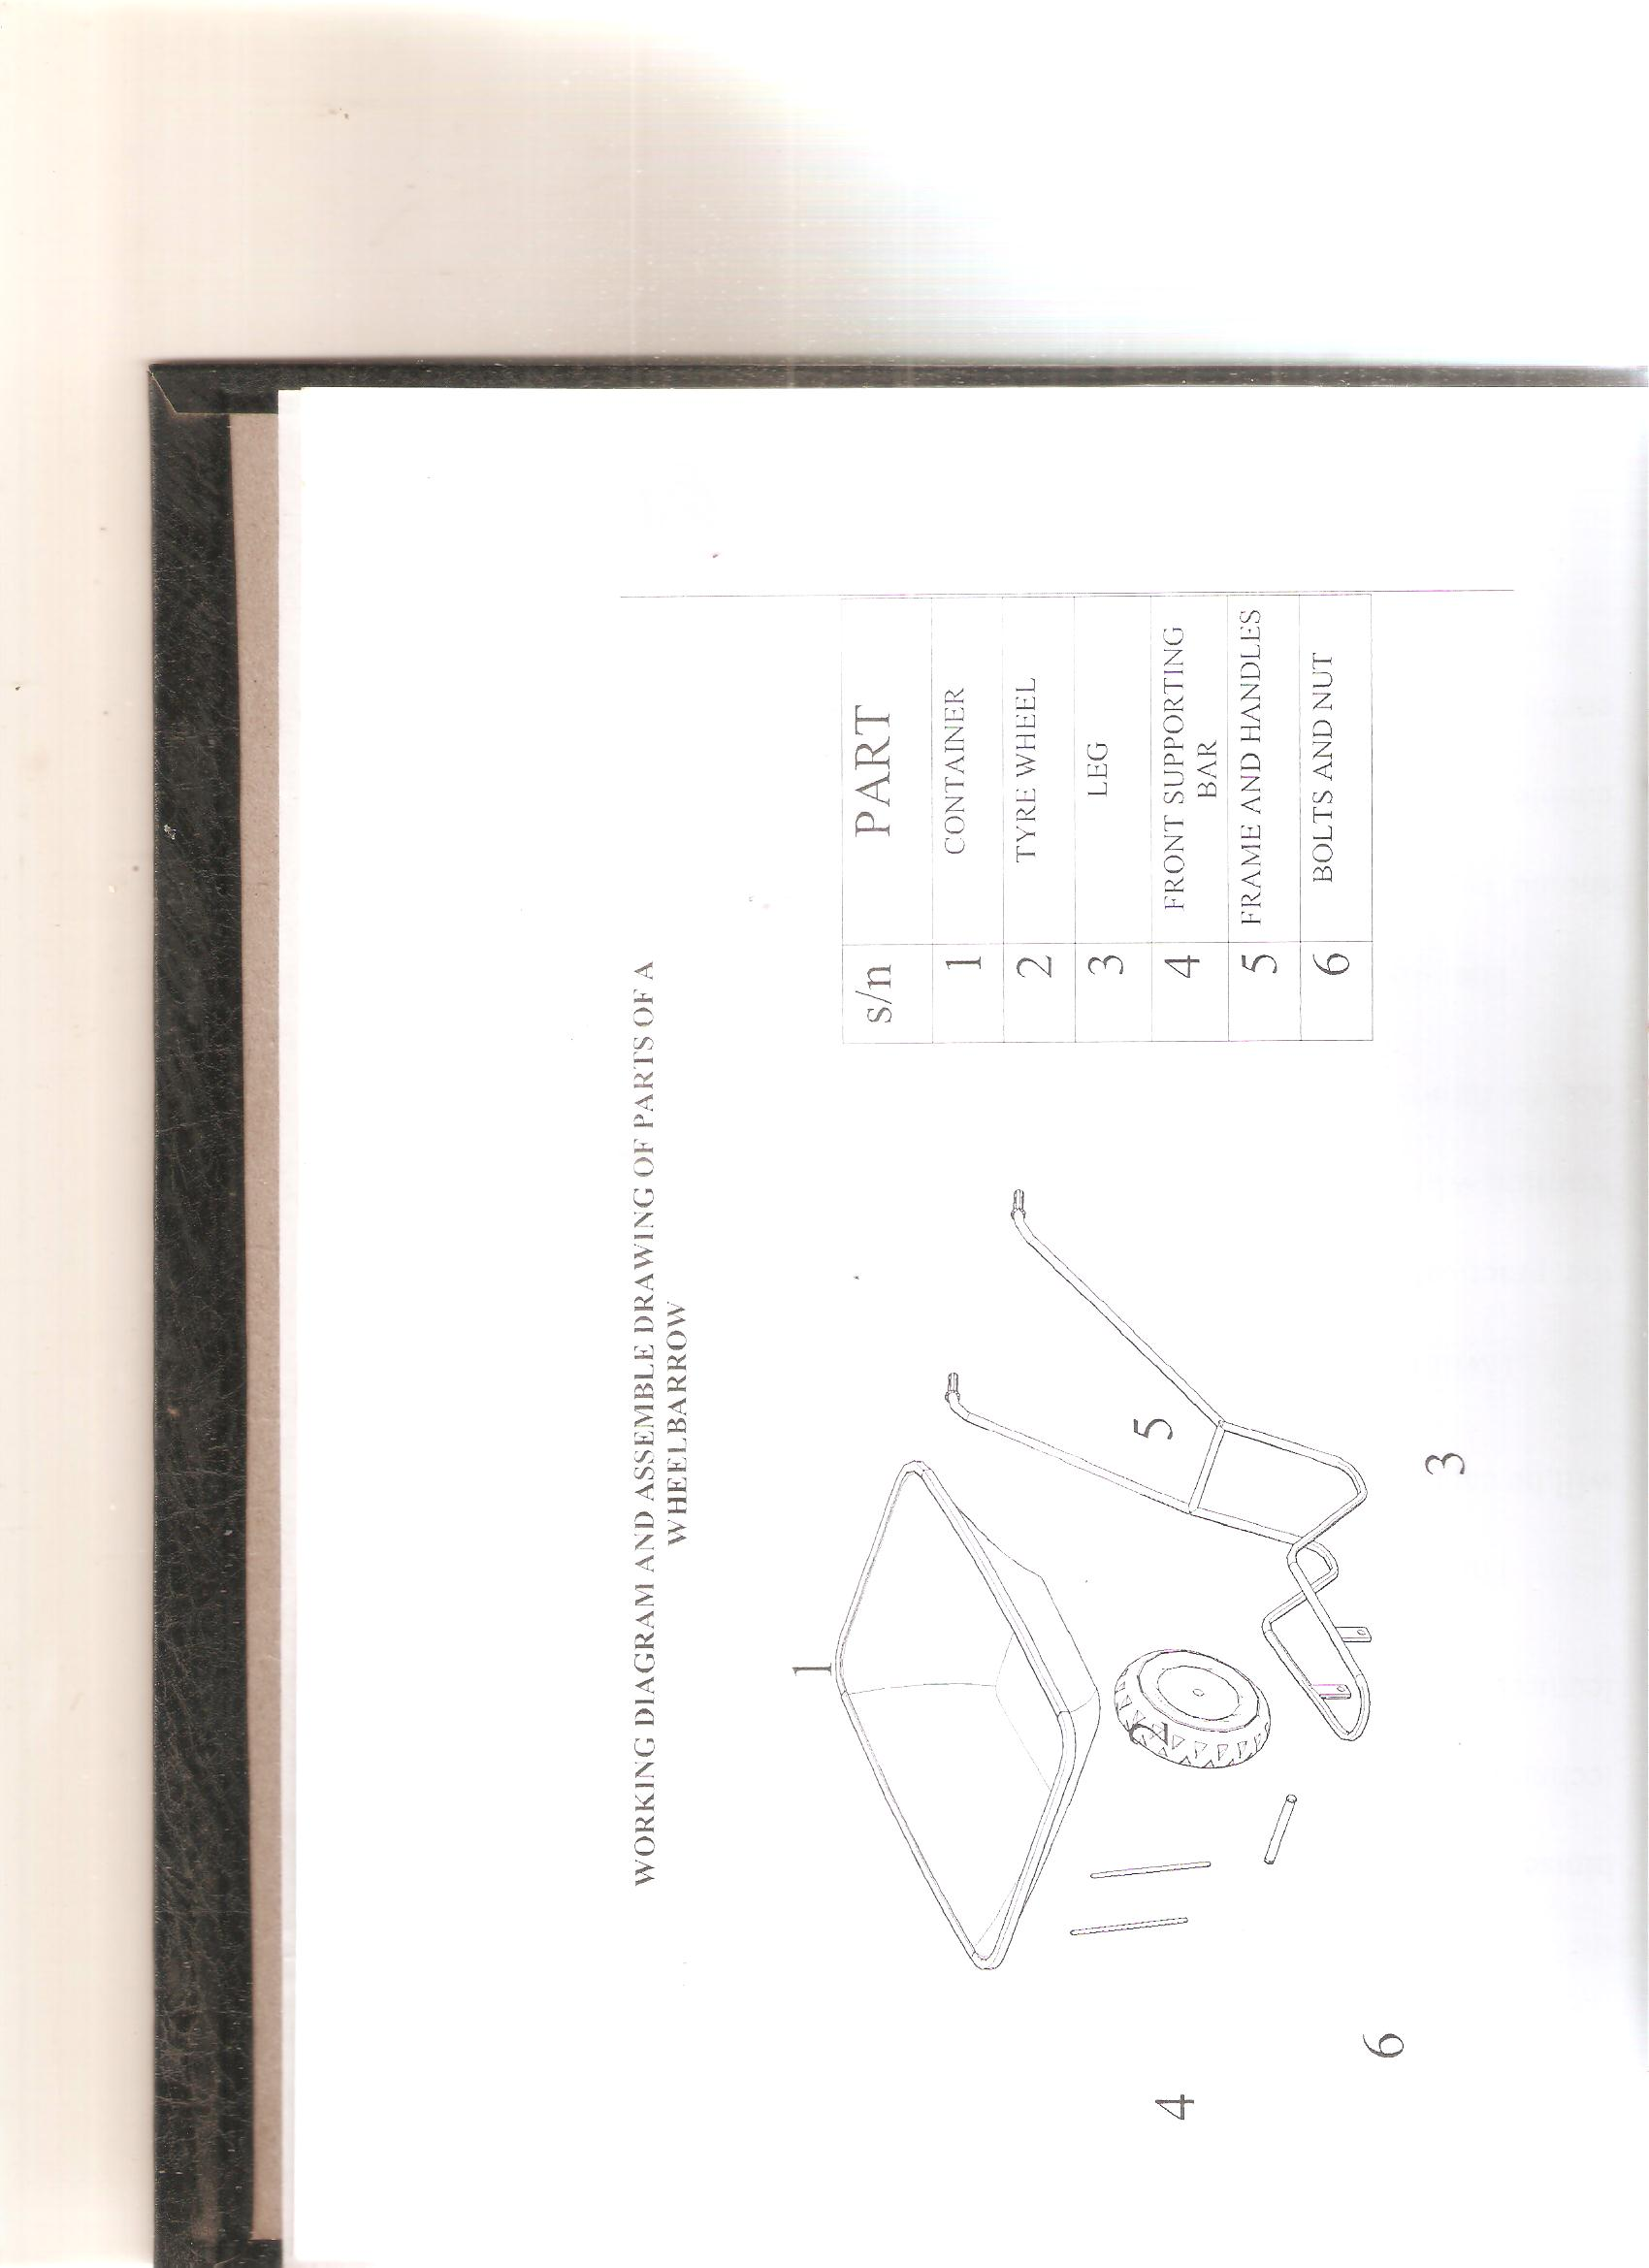 WORKING DIAGRAM AND ASSEMBLE DRAWING OF PARTS OF A
WHEELBARROW
1
2
5
3
4
6
s/n PART
1 CONTAINER
2 TYRE WHEEL
3 LEG
4 FRONT SUPPORTING
BAR
5 FRAME AND HANDLES
6 BOLTS AND NUT